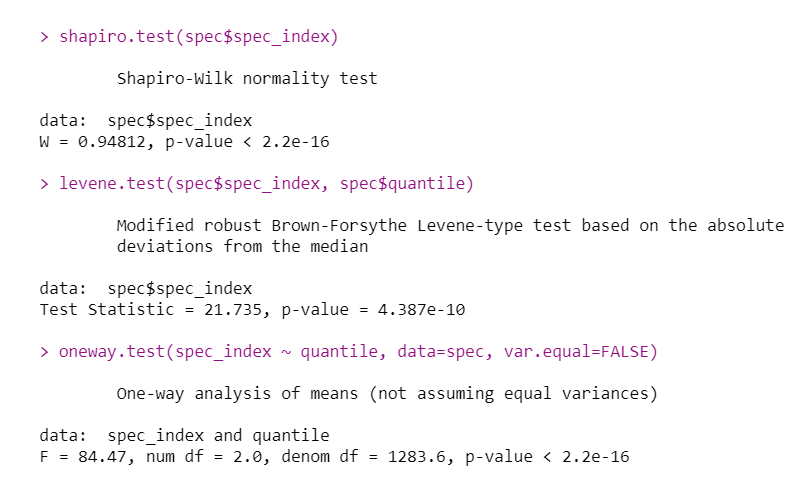 > shapiro.test(spec$spec_index)
Shapiro-Wilk normality test
data:  spec$spec_index
W = 0.94812, p-value < 2.2e-16
> levene.test(spec$spec_index, spec$quantile)
Modified robust Brown-Forsythe Levene-type test based on the absolute
deviations from the median
data:  spec$spec_index
Test Statistic = 21.735, p-value = 4.387e-10
> oneway.test(spec_index ~ quantile, data=spec, var.equal=FALSE)
One-way analysis of means (not assuming equal variances)
data:  spec_index and quantile
F = 84.47, num df = 2.0, denom df = 1283.6, p-value < 2.2e-16